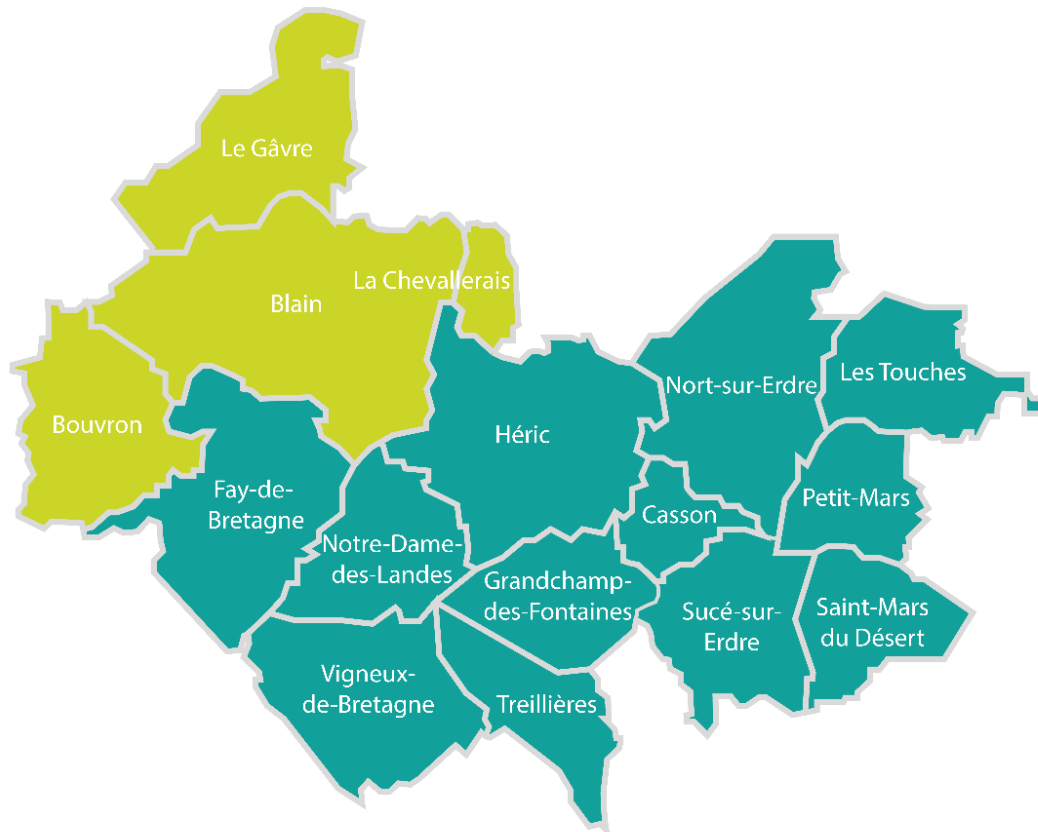 Le Gâvre
La Chevallerais
Blain
Nort-sur-Erdre
Les Touches
Bouvron
Héric
Fay-de-
Bretagne
Petit-Mars
Casson
Notre-Dame-
des-Landes
Grandchamp-
des-Fontaines
Sucé-sur-
Erdre
Saint-Mars
du Désert
Vigneux-
de-Bretagne
Treillières